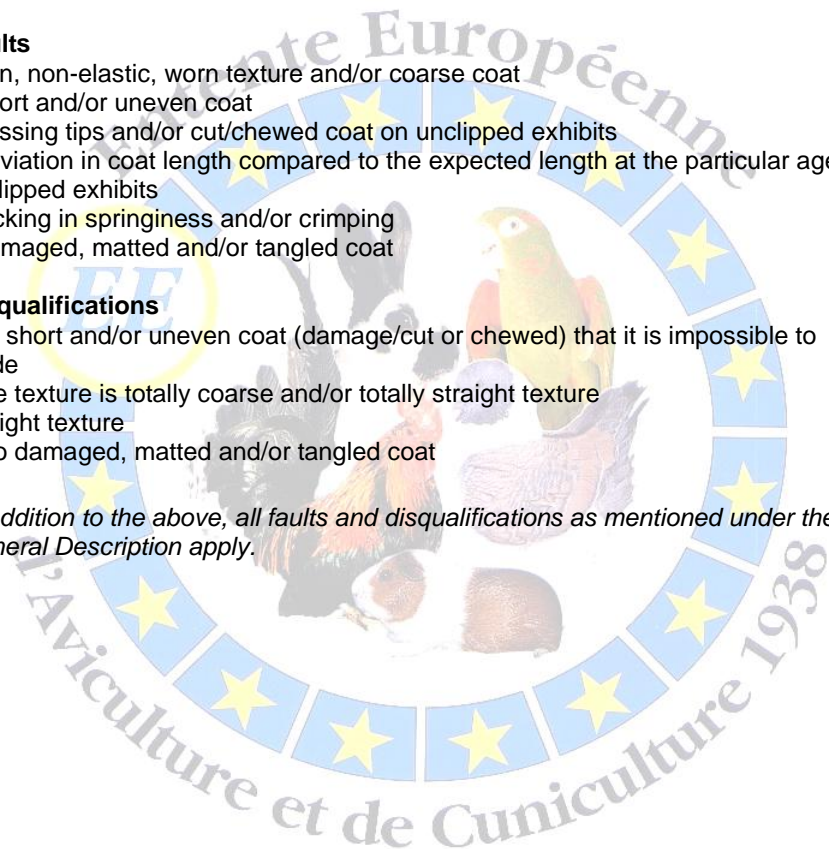 ults
n, non-elastic, worn texture and/or coarse coat
ort and/or uneven coat
ssing tips and/or cut/chewed coat on unclipped exhibits
viation in coat length compared to the expected length at the particular age
lipped exhibits
cking in springiness and/or crimping
maged, matted and/or tangled coat
qualifications
short and/or uneven coat (damage/cut or chewed) that it is impossible to
de
e texture is totally coarse and/or totally straight texture
ight texture
o damaged, matted and/or tangled coat
ddition to the above, all faults and disqualifications as mentioned under the
neral Description apply.
Entente Européenne
d'Aviculture et de Cuniculture 1938
EE